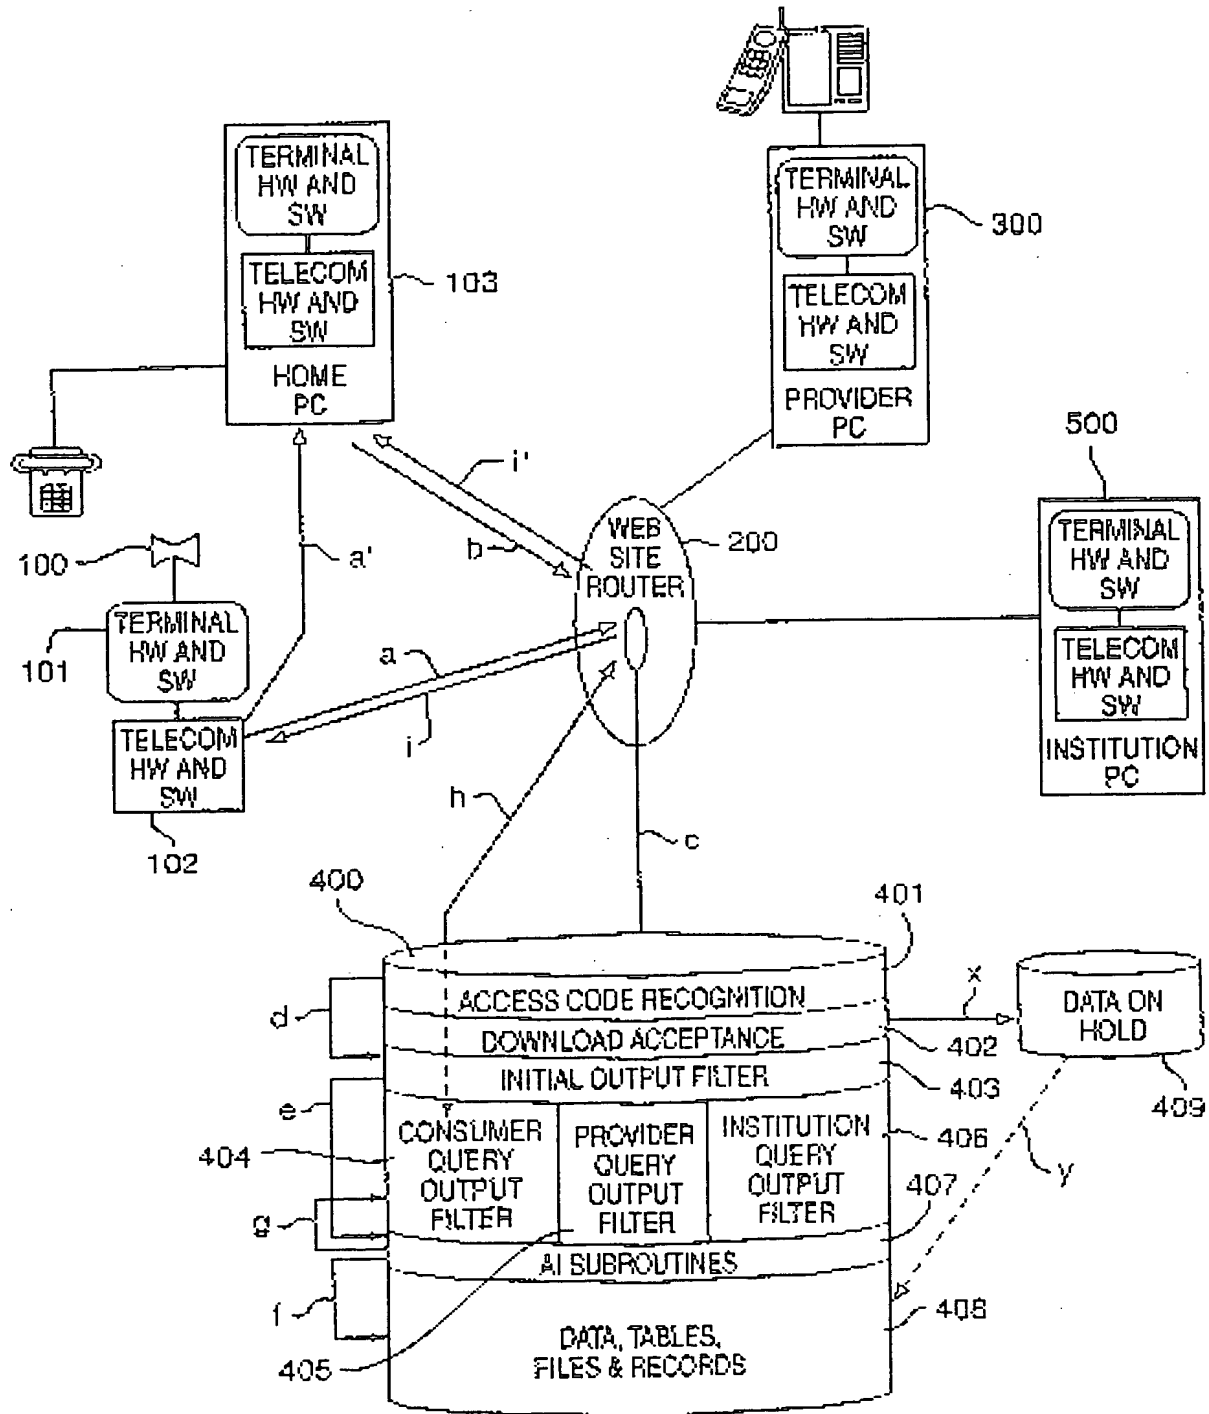 TERMINAL
HW AND
SW
TELECOM
HW AND
SW
HOME
PC
103
TERMINAL
HW AND
SW
TELECOM
HW AND
SW
PROVIDER
PC
300
500
TERMINAL
HW AND
SW
TELECOM
HW AND
SW
INSTITUTION
PC
i'
b
a'
WEB
SITE
ROUTER
200
100
101
TERMINAL
HW AND
SW
TELECOM
HW AND
SW
102
a
i
h
c
400
401
ACCESS CODE RECOGNITION
d
DOWNLOAD ACCEPTANCE
402
x
DATA ON
HOLD
409
INITIAL OUTPUT FILTER
403
e
404
CONSUMER
QUERY
OUTPUT
FILTER
PROVIDER
QUERY
OUTPUT
FILTER
INSTITUTION
QUERY
OUTPUT
FILTER
406
407
y
g
AI SUBROUTINES
f
408
405
DATA, TABLES,
FILES & RECORDS